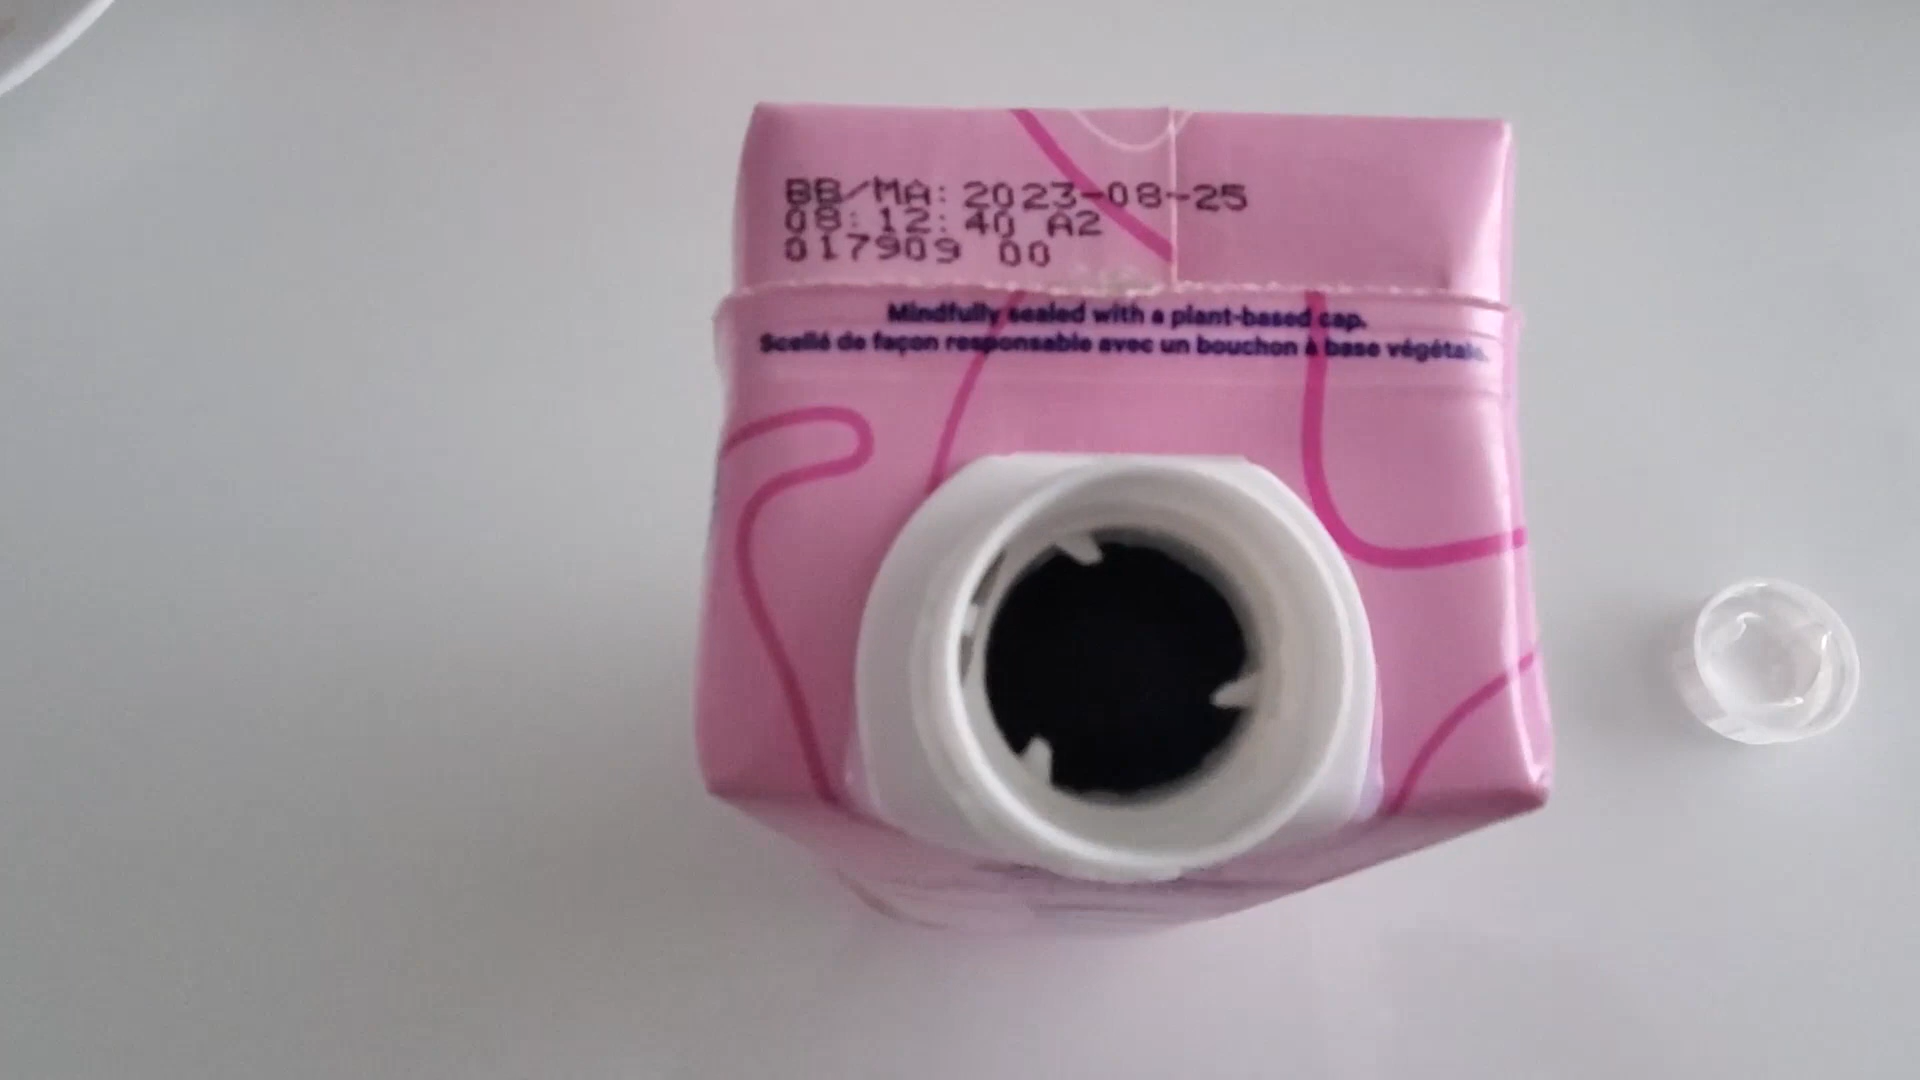 BB/MA: 2023-08-25
08:12:40 A2
017909 00
Mindfully sealed with a plant-based cap.
Scellé de façon responsable avec un bouchon à base végétale.